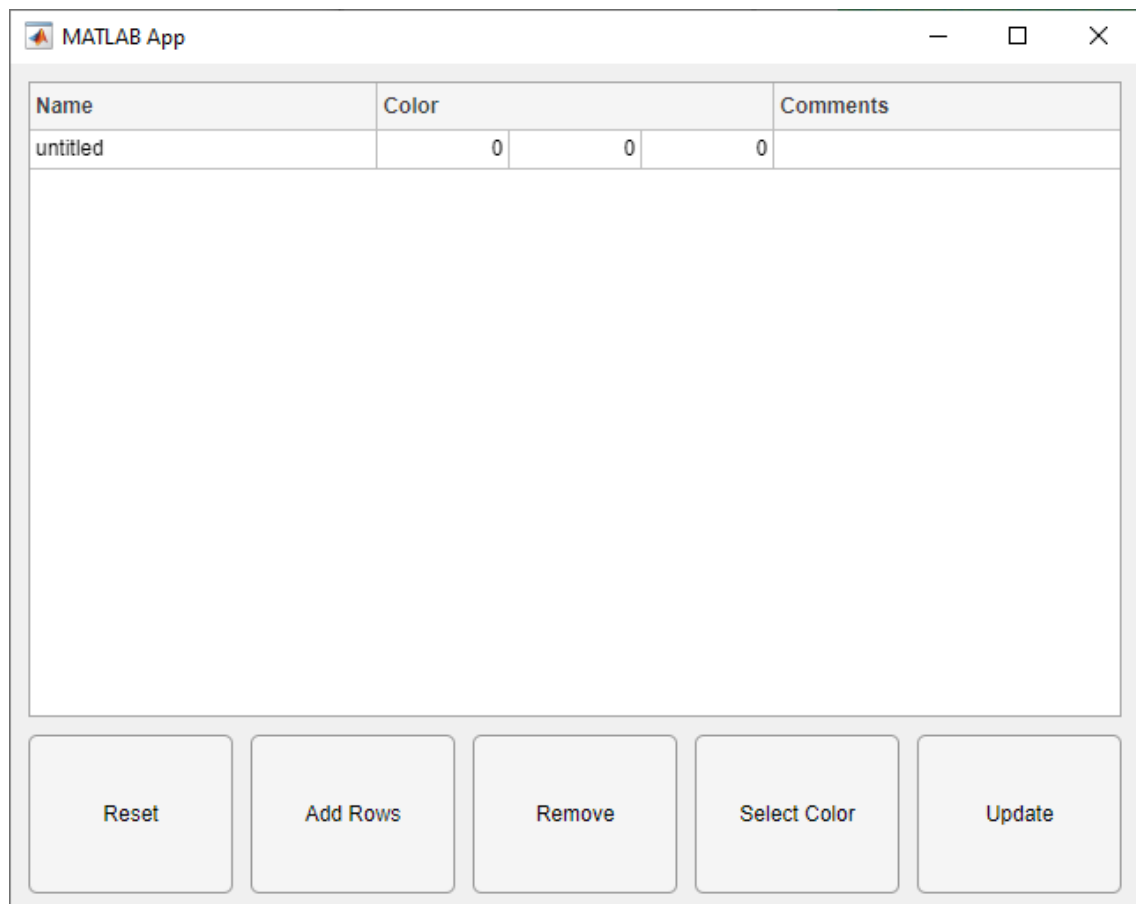 MATLAB App
Name Color Comments
untitled 0 0 0
Reset Add Rows Remove Select Color Update